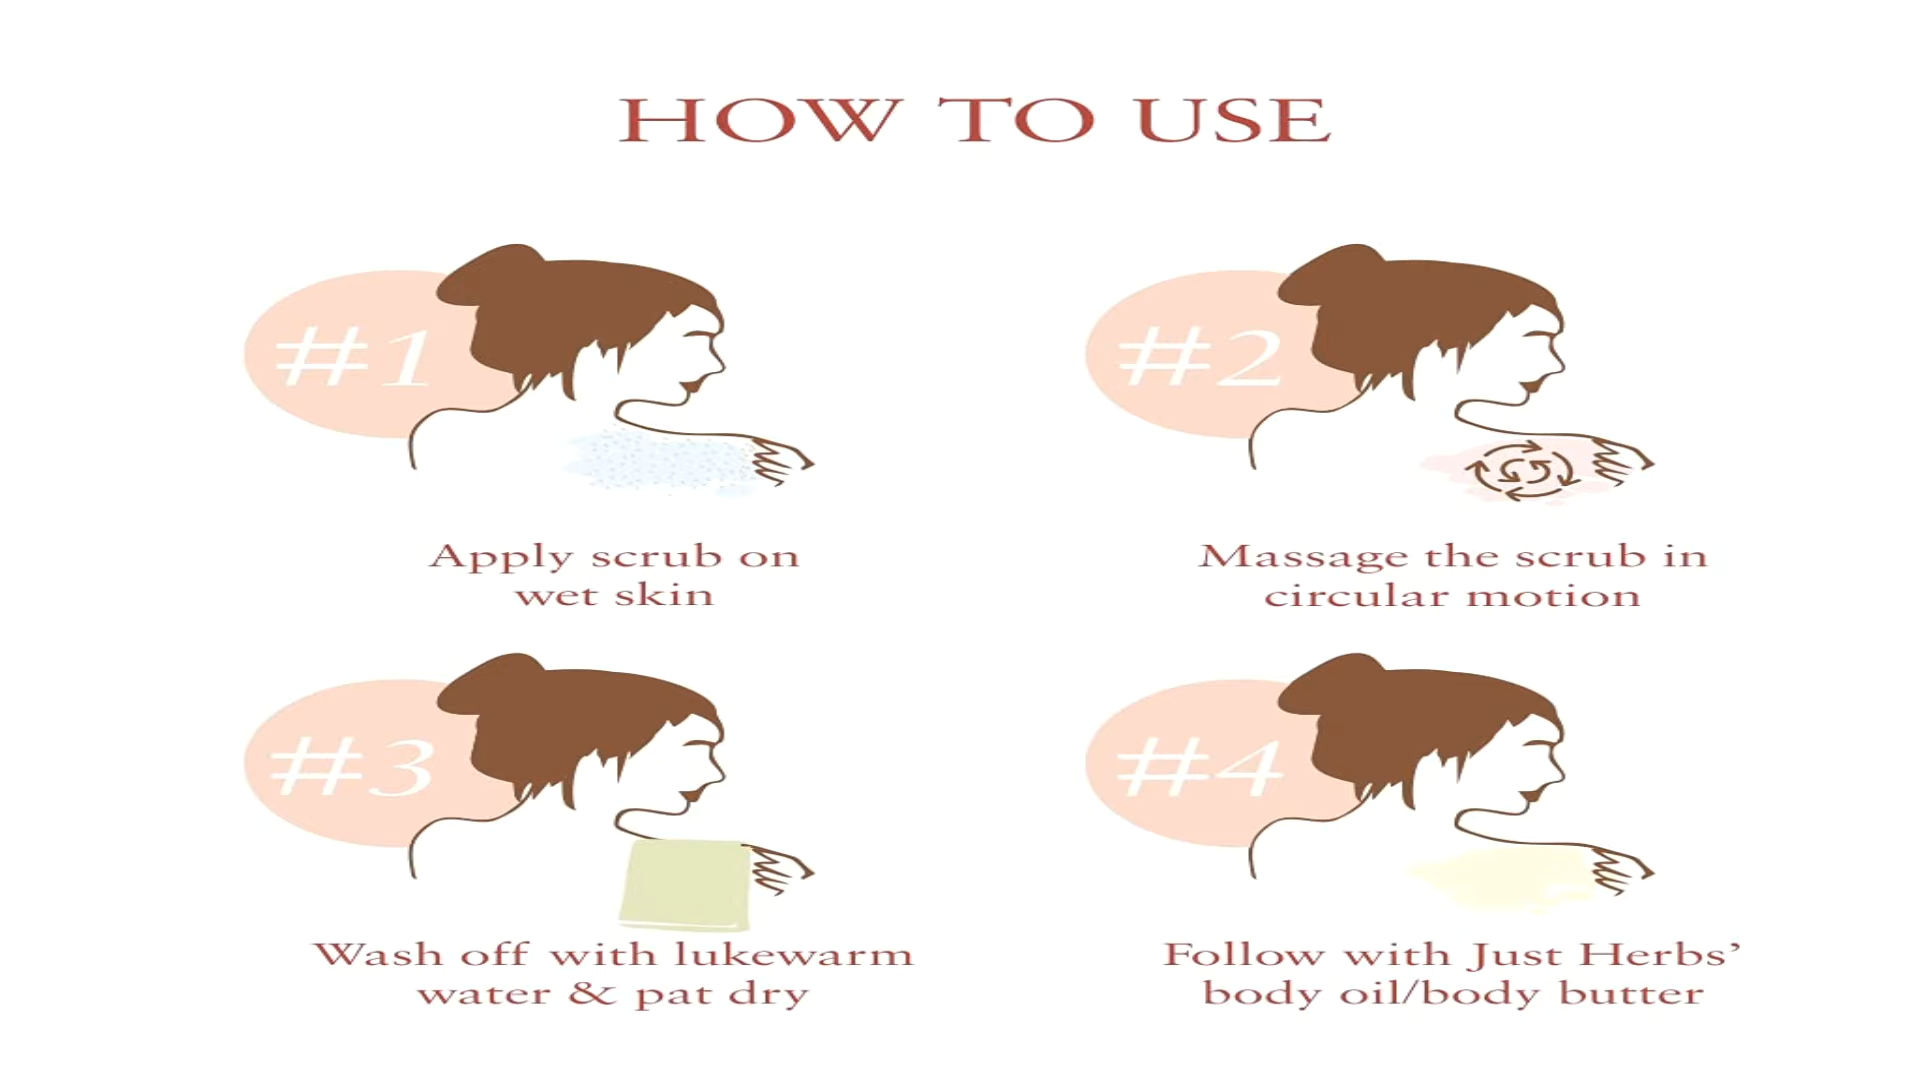 HOW TO USE
#1
Apply scrub on
wet skin
#2
Massage the scrub in
circular motion
#3
Wash off with lukewarm
water & pat dry
#4
Follow with Just Herbs’
body oil/body butter